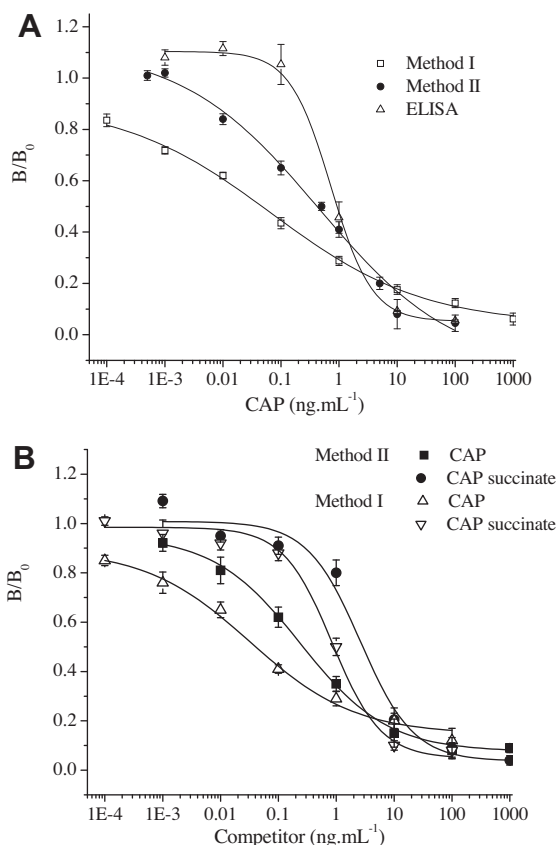 A
Method I
Method II
ELISA
B/B₀
1.2
1.0
0.8
0.6
0.4
0.2
0.0
1E-4 1E-3 0.01 0.1 1 10 100 1000
CAP (ng.mL⁻¹)
B
Method II CAP
CAP succinate
Method I CAP
CAP succinate
B/B₀
1.2
1.0
0.8
0.6
0.4
0.2
0.0
1E-4 1E-3 0.01 0.1 1 10 100 1000
Competitor (ng.mL⁻¹)